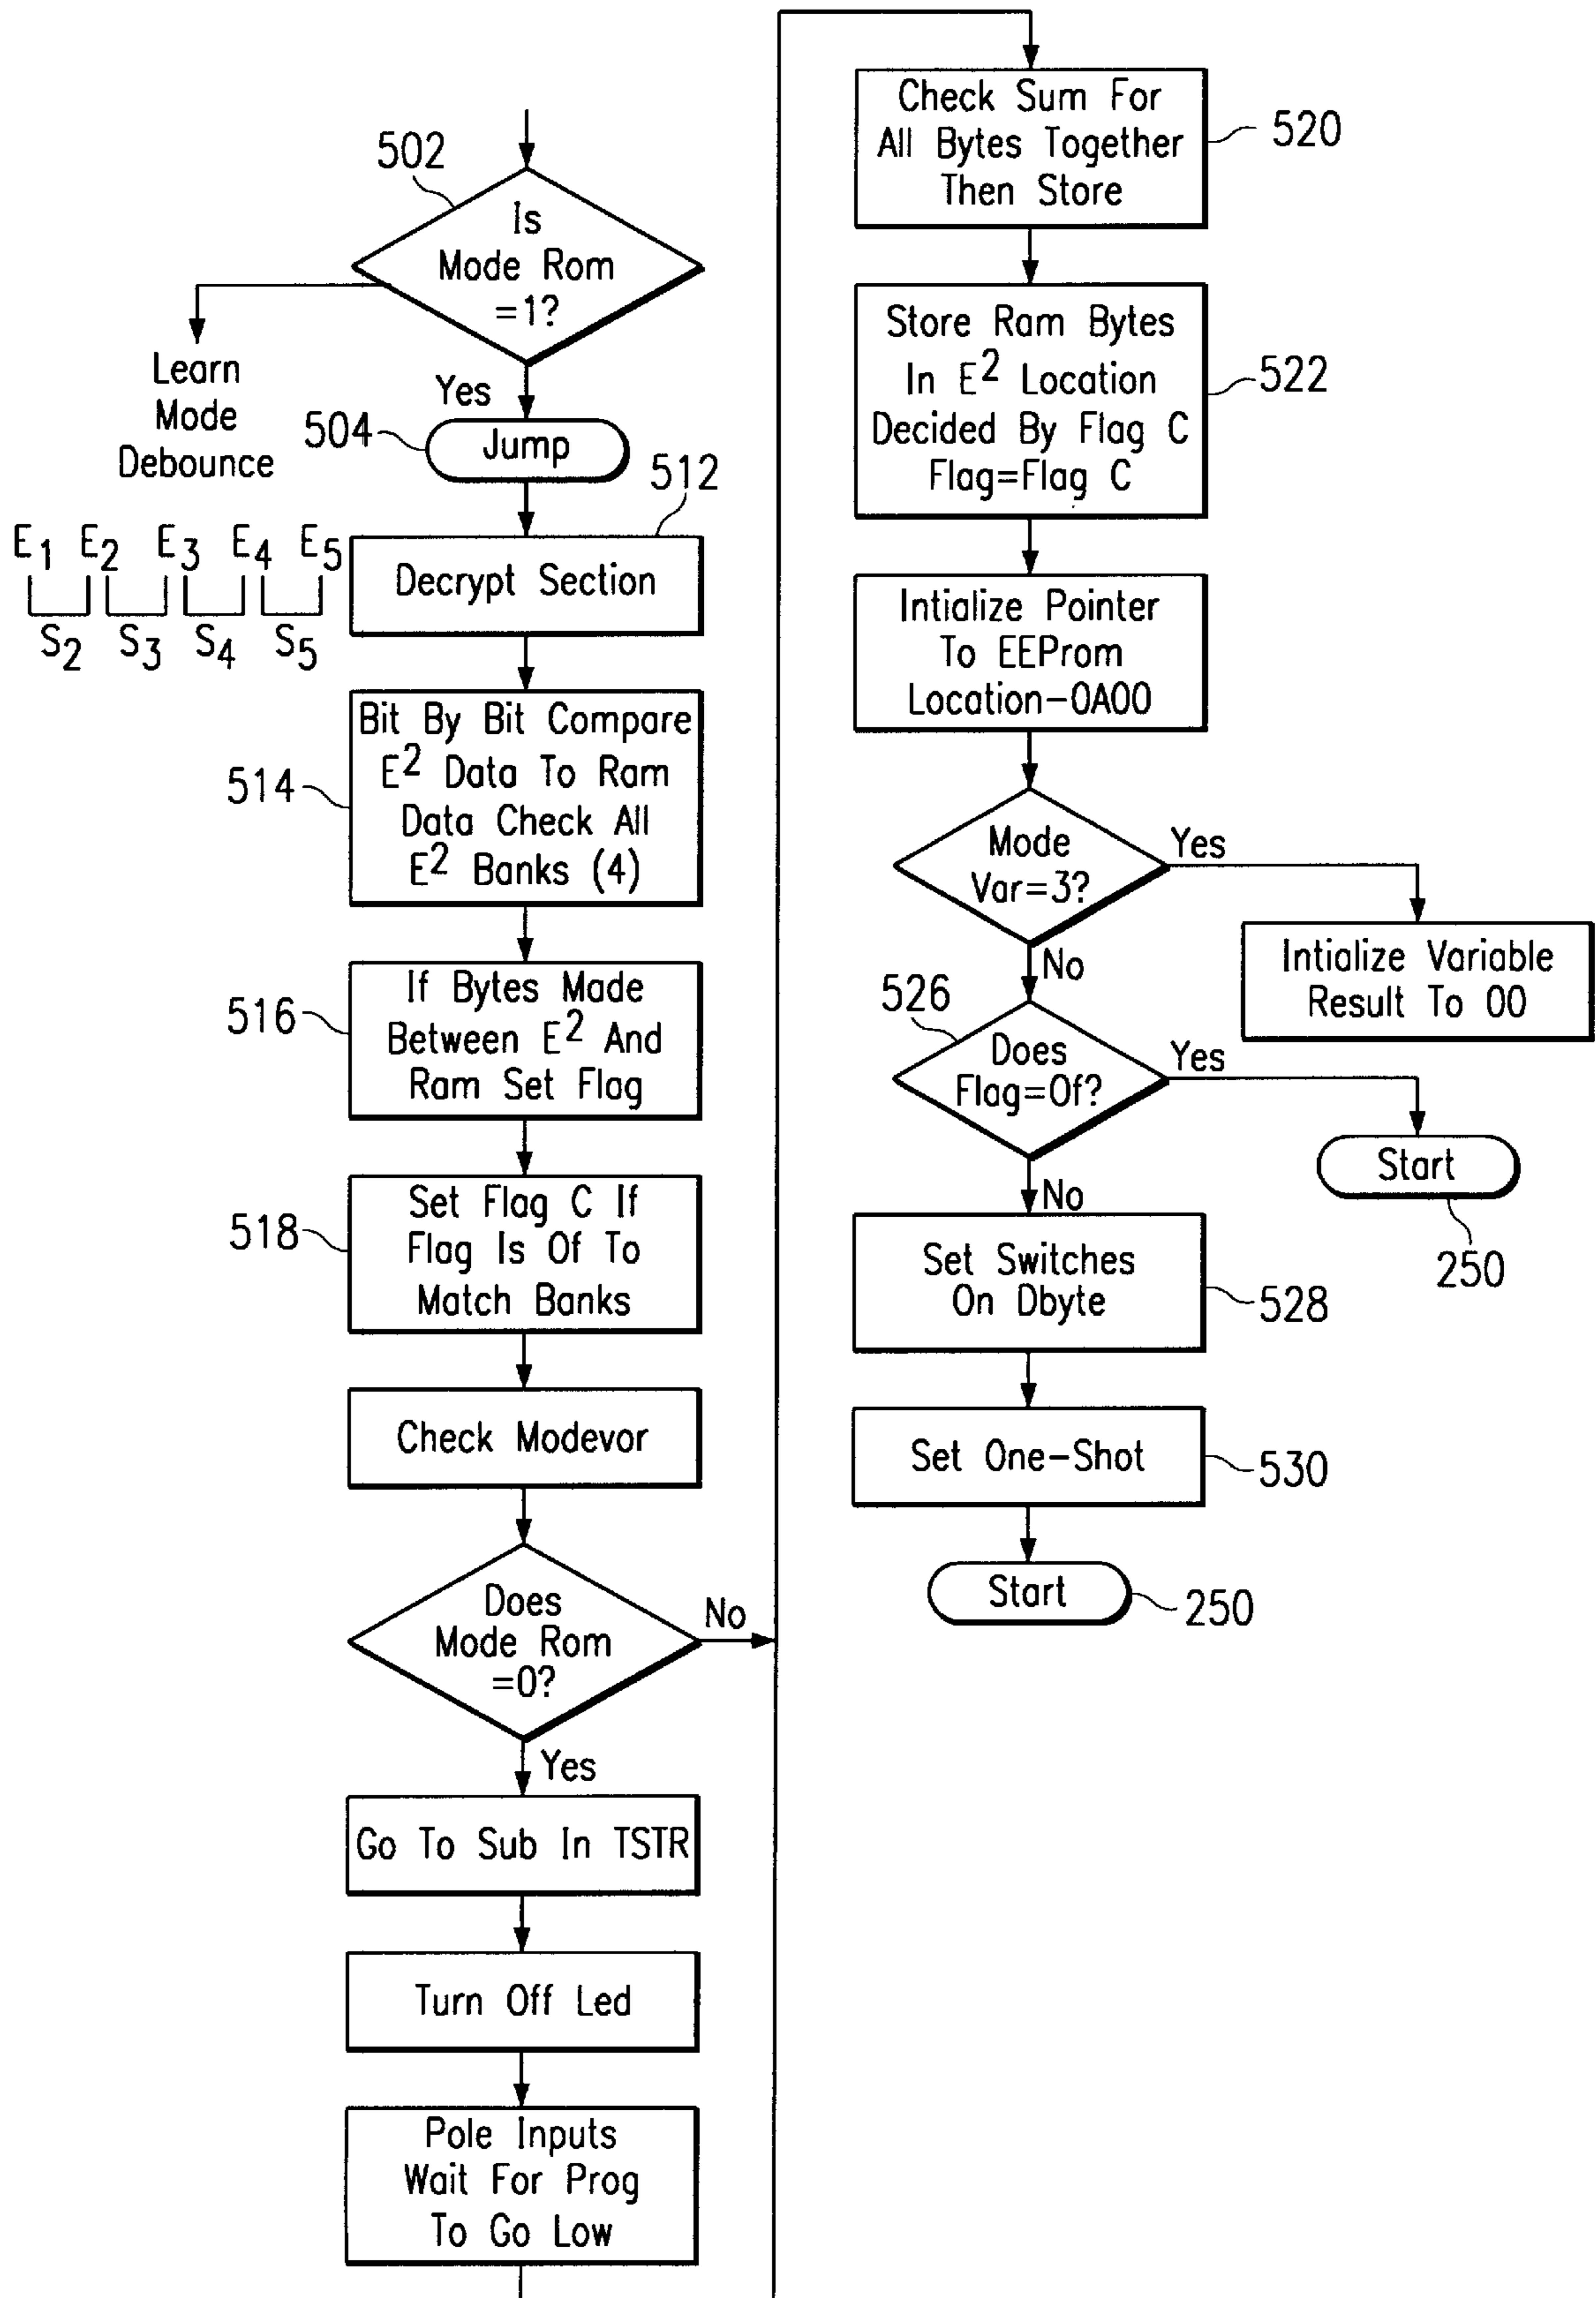 502
Is
Mode Rom
=1?
Learn
Mode
Debounce
Yes
504
Jump
512
E1 E2 E3 E4 E5
S2 S3 S4 S5
Decrypt Section
514
Bit By Bit Compare
E2 Data To Ram
Data Check All
E2 Banks (4)
516
If Bytes Made
Between E2 And
Ram Set Flag
518
Set Flag C If
Flag Is Of To
Match Banks
Check Modevor
Does
Mode Rom
=0?
No
Yes
Go To Sub In TSTR
Turn Off Led
Pole Inputs
Wait For Prog
To Go Low
Check Sum For
All Bytes Together
Then Store
520
Store Ram Bytes
In E2 Location
Decided By Flag C
Flag=Flag C
522
Intialize Pointer
To EEProm
Location-0A00
Mode
Var=3?
Yes
Intialize Variable
Result To 00
No
526
Does
Flag=Of?
Yes
Start
250
No
Set Switches
On Dbyte
528
Set One-Shot
530
Start
250